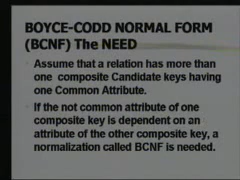 BOYCE-CODD NORMAL FORM
(BCNF) The NEED
Assume that a relation has more than
one composite Candidate keys having
one Common Attribute.
If the not common attribute of one
composite key is dependent on an
attribute of the other composite key, a
normalization called BCNF is needed.